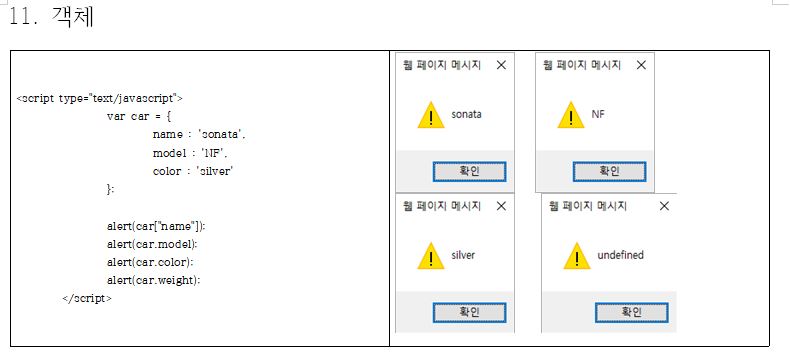 11. 객체
<script type="text/javascript">
var car = {
name : 'sonata',
model : 'NF',
color : 'silver'
};
alert(car["name"]);
alert(car.model);
alert(car.color);
alert(car.weight);
</script>
웹 페이지 메시지
sonata
확인
웹 페이지 메시지
NF
확인
웹 페이지 메시지
silver
확인
웹 페이지 메시지
undefined
확인